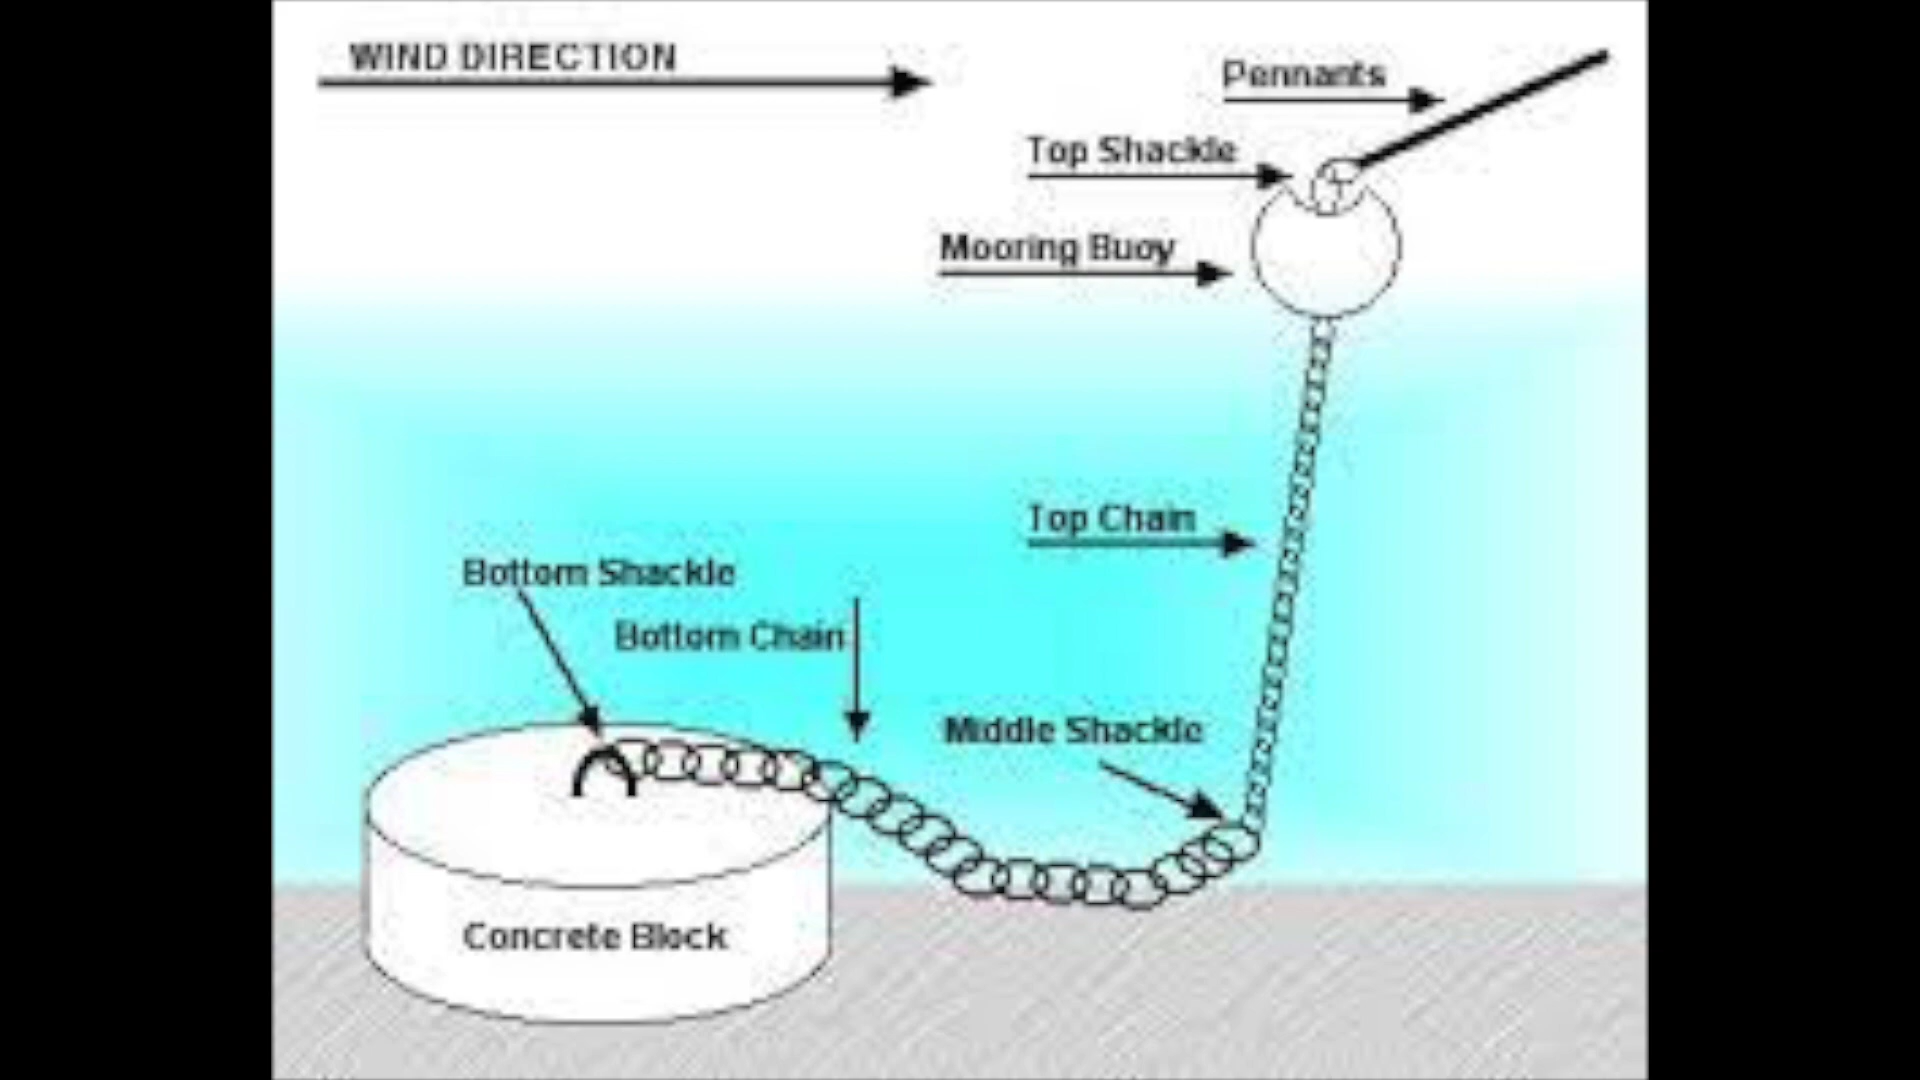 WIND DIRECTION
Pennants
Top Shackle
Mooring Buoy
Top Chain
Bottom Shackle
Bottom Chain
Middle Shackle
Concrete Block